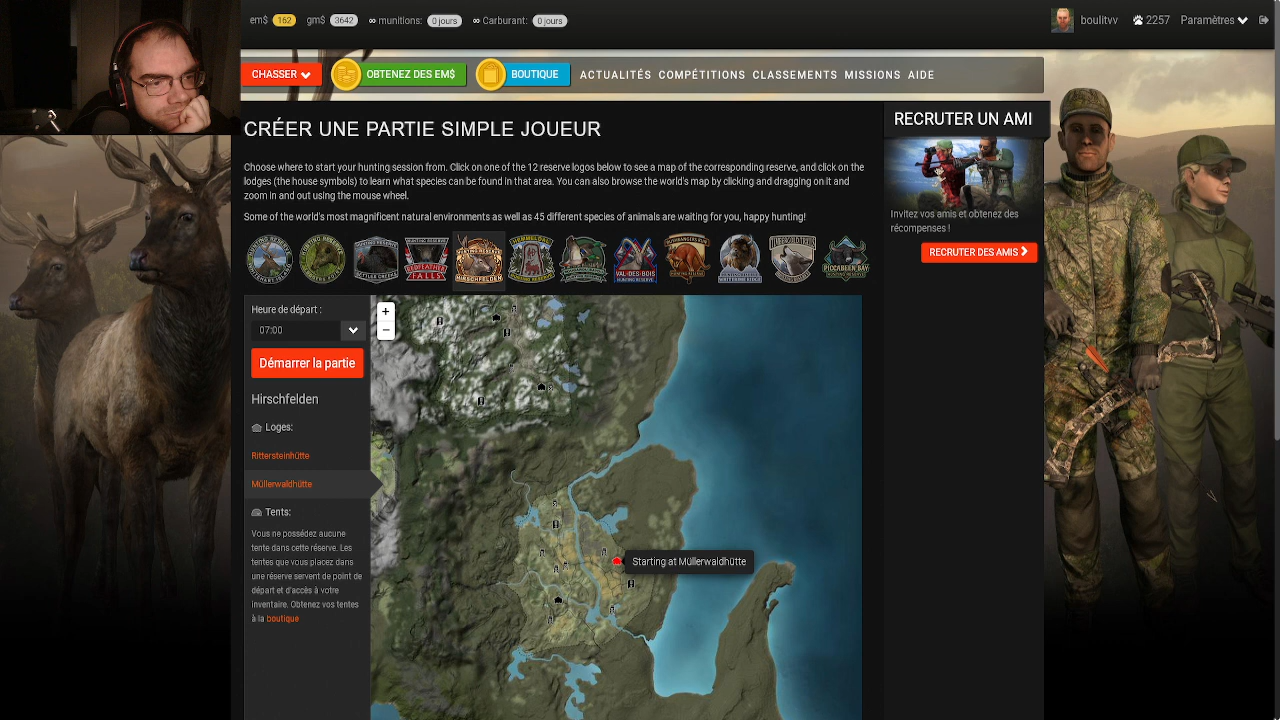 em$ 162 gm$ 3642 ∞ munitions: 0 jours ∞ Carburant: 0 jours
boulitvv 2257 Paramètres
CHASSER OBTENEZ DES EM$ BOUTIQUE ACTUALITÉS COMPÉTITIONS CLASSEMENTS MISSIONS AIDE
CRÉER UNE PARTIE SIMPLE JOUEUR
Choose where to start your hunting session from. Click on one of the 12 reserve logos below to see a map of the corresponding reserve, and click on the
lodges (the house symbols) to learn what species can be found in that area. You can also browse the world's map by clicking and dragging on it and
zoom in and out using the mouse wheel.
Some of the world's most magnificent natural environments as well as 45 different species of animals are waiting for you, happy hunting!
REDFEATHER FALLS
HIRSCHFELDEN
HEMMELDAL
VAL-DES-BOIS
PICCABEEN BAY
Heure de départ :
07:00
Démarrer la partie
Hirschfelden
Loges:
Rittersteinhütte
Müllerwaldhütte
Tents:
Vous ne possédez aucune
tente dans cette réserve. Les
tentes que vous placez dans
une réserve servent de point de
départ et d'accès à votre
inventaire. Obtenez vos tentes
à la boutique
+
−
Starting at Müllerwaldhütte
RECRUTER UN AMI
Invitez vos amis et obtenez des
récompenses !
RECRUTER DES AMIS